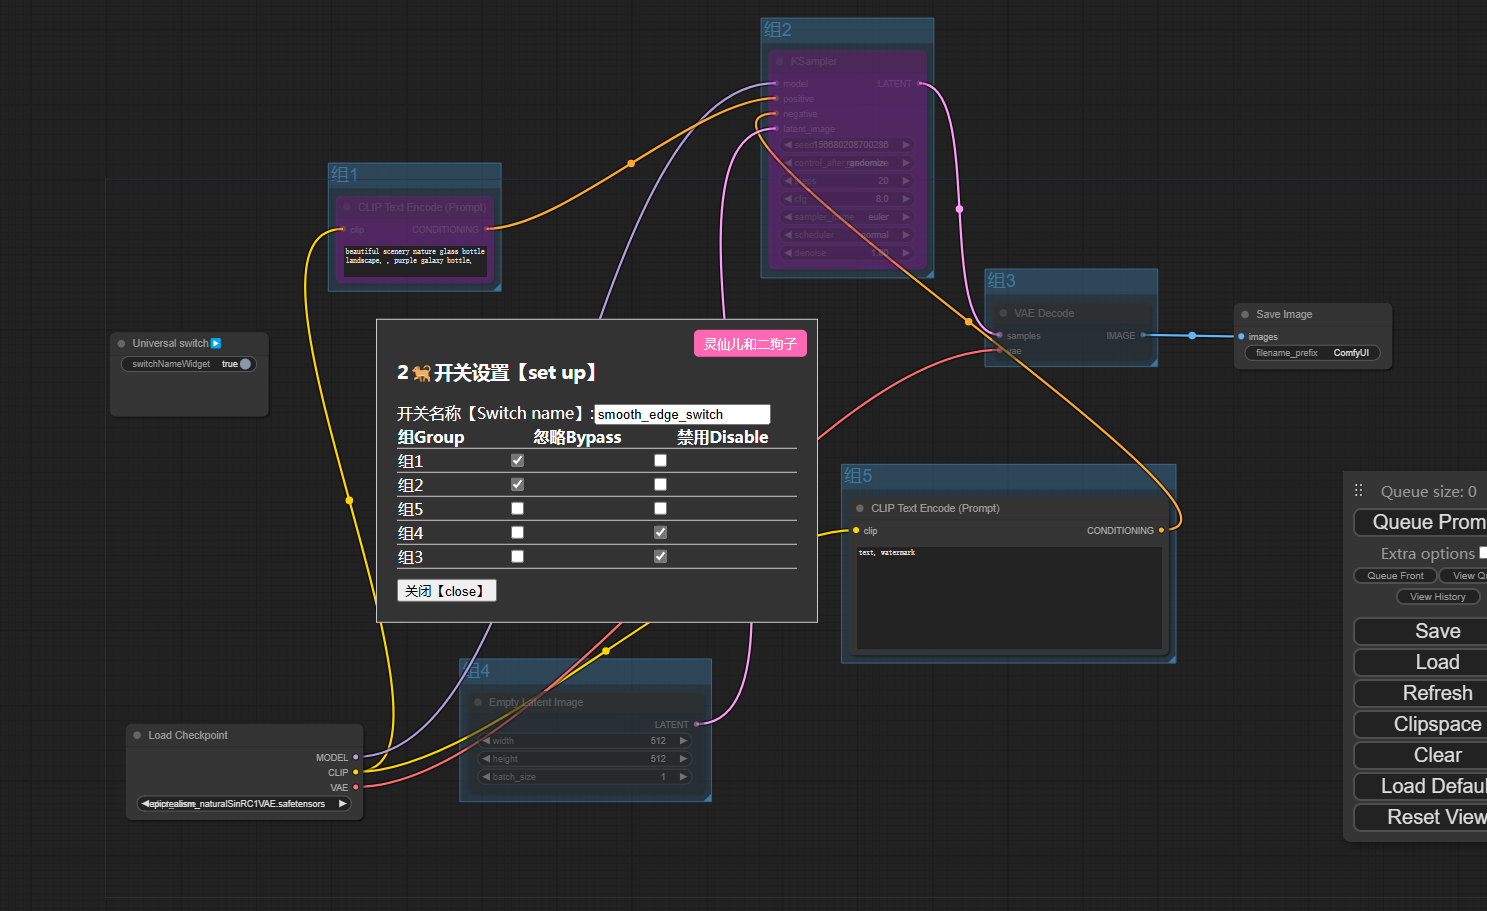 组2
KSampler
model
LATENT
positive
negative
latent_image
seed 156680208700286
control_after_ randomize
20
cfg 8.0
sampler_name euler
scheduler normal
denoise 1.00
组1
CLIP Text Encode (Prompt)
clip
CONDITIONING
beautiful scenery nature glass bottle
landscape, , purple galaxy bottle,
组3
VAE Decode
samples
IMAGE
vae
Save Image
images
filename_prefix ComfyUI
Universal switch
switchNameWidget true
灵仙儿和二狗子
2🐕开关设置【set up】
开关名称【Switch name】: smooth_edge_switch
组Group 忽略Bypass 禁用Disable
组1
组2
组5
组4
组3
关闭【close】
组5
CLIP Text Encode (Prompt)
clip
CONDITIONING
text, watermark
Queue size: 0
Queue Prom
Extra options
Queue Front
View Qu
View History
Save
Load
Refresh
Clipspace
Clear
Load Defaul
Reset View
组4
Empty Latent Image
LATENT
width 512
height 512
batch_size 1
Load Checkpoint
MODEL
CLIP
VAE
epicrealism_naturalSinRC1VAE.safetensors